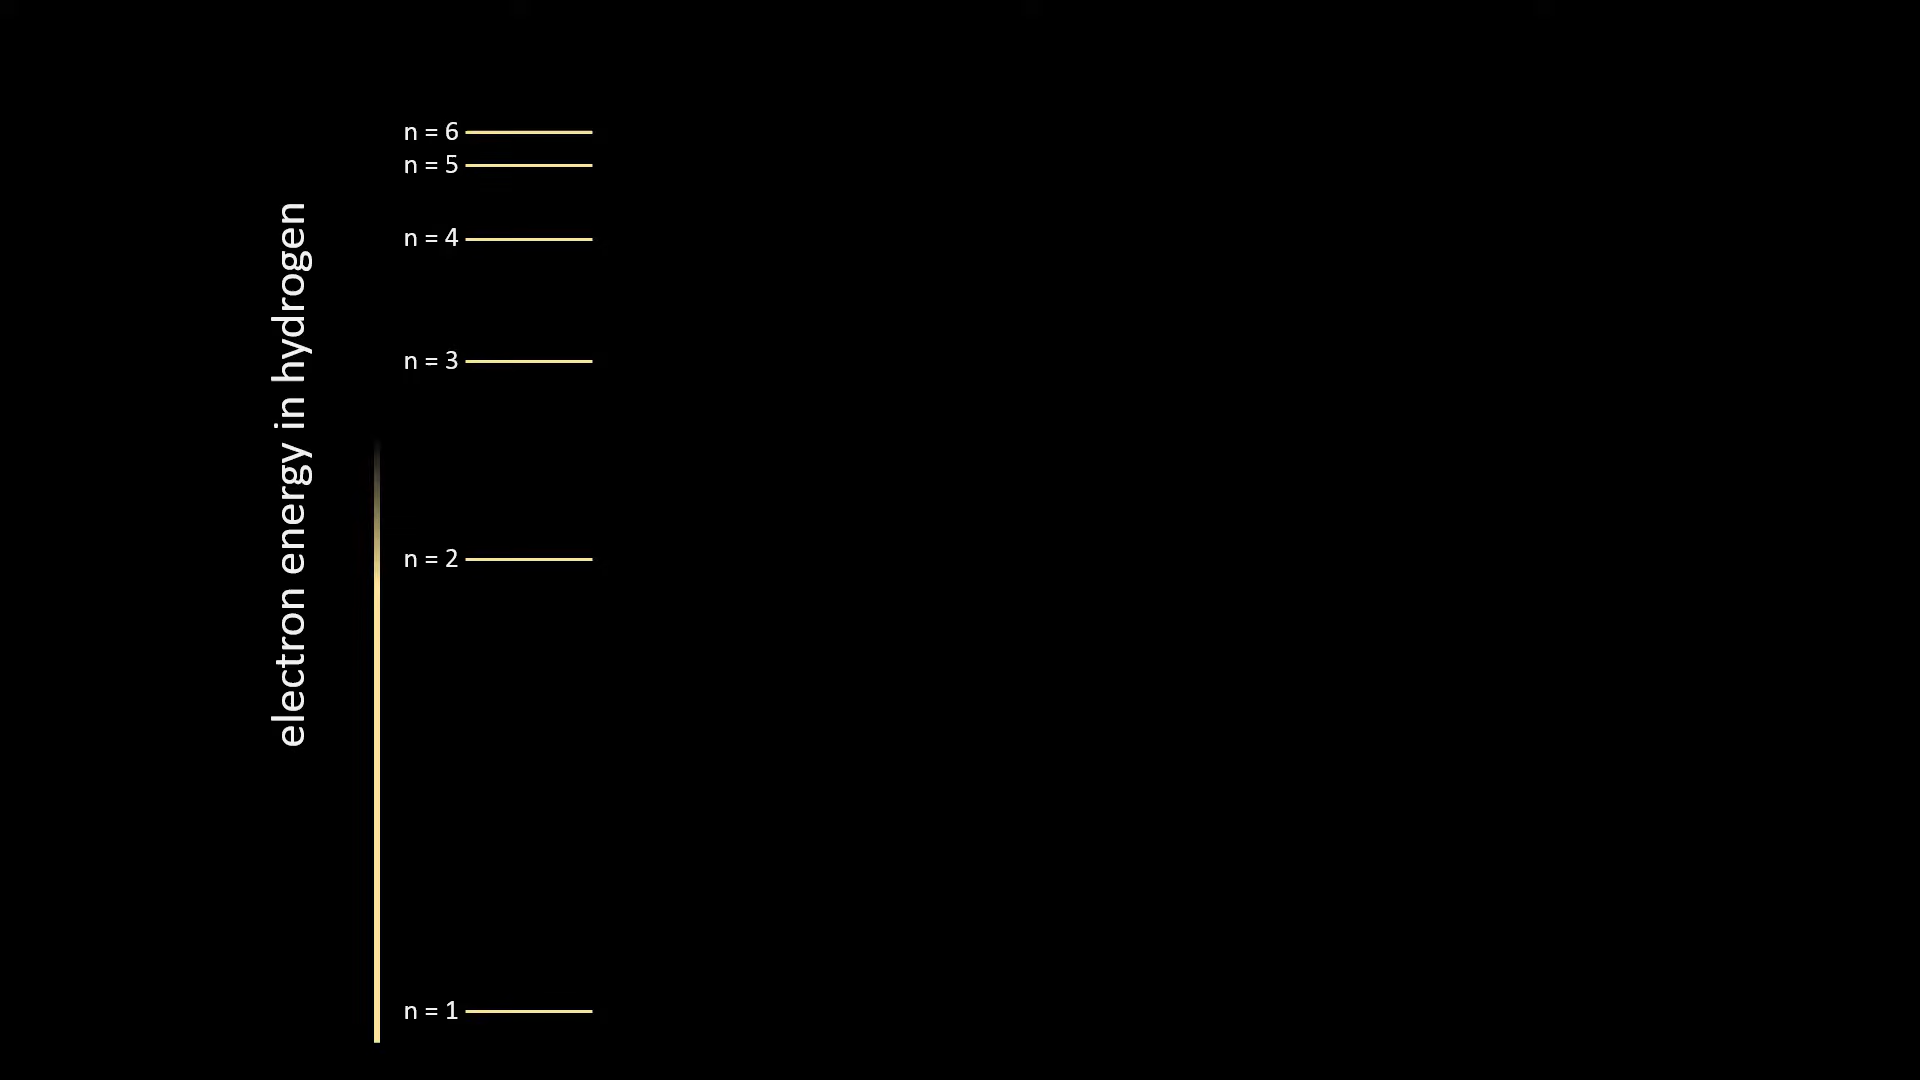 electron energy in hydrogen
n = 6
n = 5
n = 4
n = 3
n = 2
n = 1